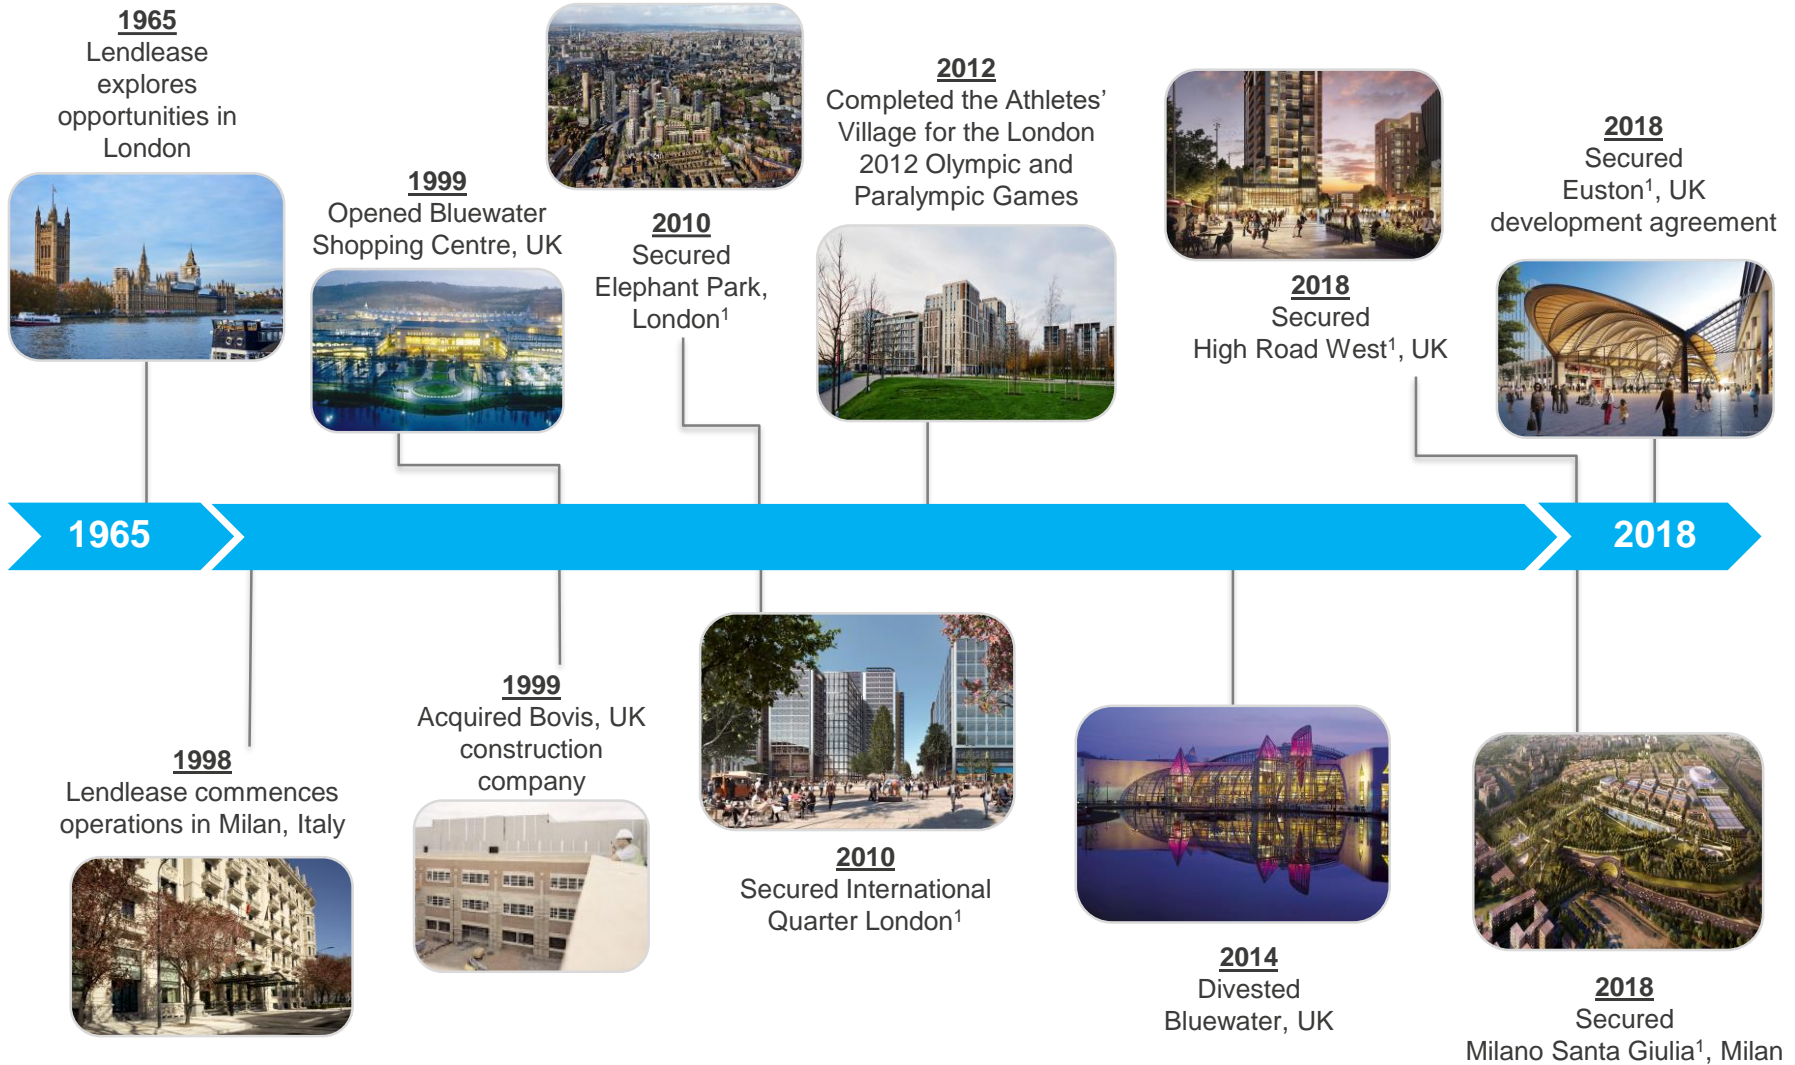 1965
Lendlease
explores
opportunities in
London
1999
Opened Bluewater
Shopping Centre, UK
2010
Secured
Elephant Park,
London¹
2012
Completed the Athletes’
Village for the London
2012 Olympic and
Paralympic Games
2018
Secured
High Road West¹, UK
2018
Secured
Euston¹, UK
development agreement
1965
2018
1998
Lendlease commences
operations in Milan, Italy
1999
Acquired Bovis, UK
construction
company
2010
Secured International
Quarter London¹
2014
Divested
Bluewater, UK
2018
Secured
Milano Santa Giulia¹, Milan